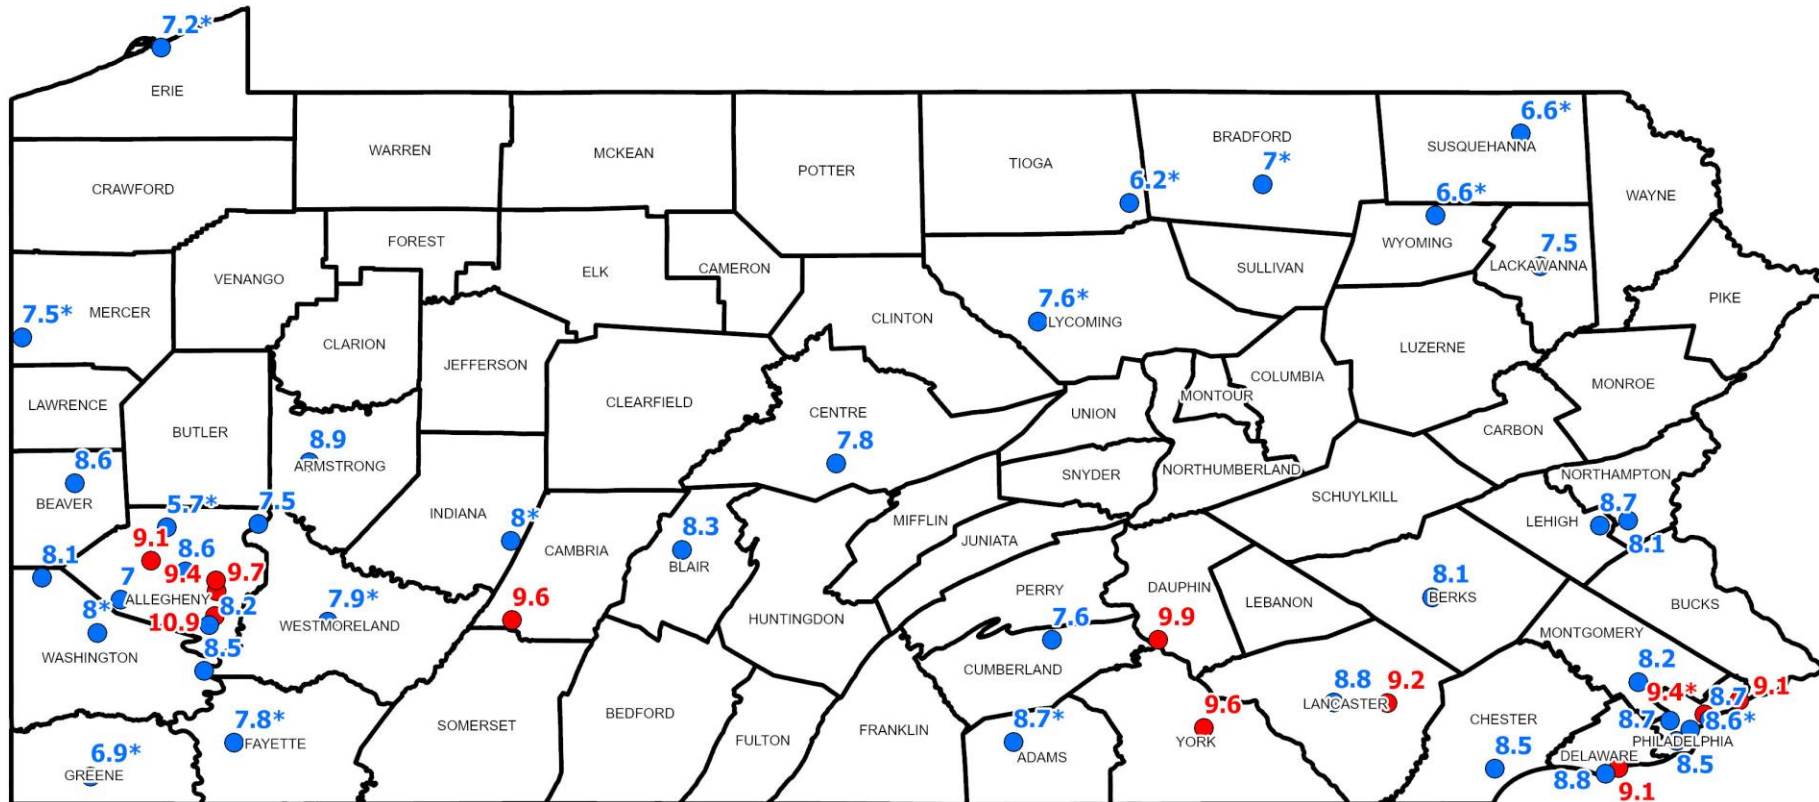 7.2*
ERIE
WARREN
MCKEAN
POTTER
TIOGA
6.2*
BRADFORD
7*
6.6*
SUSQUEHANNA
6.6*
WAYNE
CRAWFORD
FOREST
ELK
CAMERON
SULLIVAN
WYOMING
7.5
LACKAWANNA
VENANGO
PIKE
7.5*
MERCER
CLARION
JEFFERSON
CLINTON
7.6*
LYCOMING
LUZERNE
COLUMBIA
MONTOUR
MONROE
LAWRENCE
BUTLER
CLEARFIELD
CENTRE
7.8
UNION
CARBON
8.6
BEAVER
8.9
ARMSTRONG
SNYDER
NORTHUMBERLAND
SCHUYLKILL
NORTHAMPTON
8.7
LEHIGH
8.1
5.7*
7.5
INDIANA
8*
8.3
BLAIR
MIFFLIN
JUNIATA
CAMBRIA
9.1
8.6
8.1
7
9.4
9.7
ALLEGHENY
8.2
8*
10.9
8.5
WASHINGTON
7.9*
WESTMORELAND
9.6
HUNTINGDON
PERRY
7.6
CUMBERLAND
DAUPHIN
9.9
LEBANON
8.1
BERKS
BUCKS
MONTGOMERY
8.2
9.4*
8.7
9.1
8.7
8.6*
PHILADELPHIA
8.5
DELAWARE
8.8
9.1
CHESTER
8.5
8.8
LANCASTER
9.2
9.6
YORK
8.7*
ADAMS
FRANKLIN
FULTON
BEDFORD
SOMERSET
7.8*
FAYETTE
6.9*
GREENE